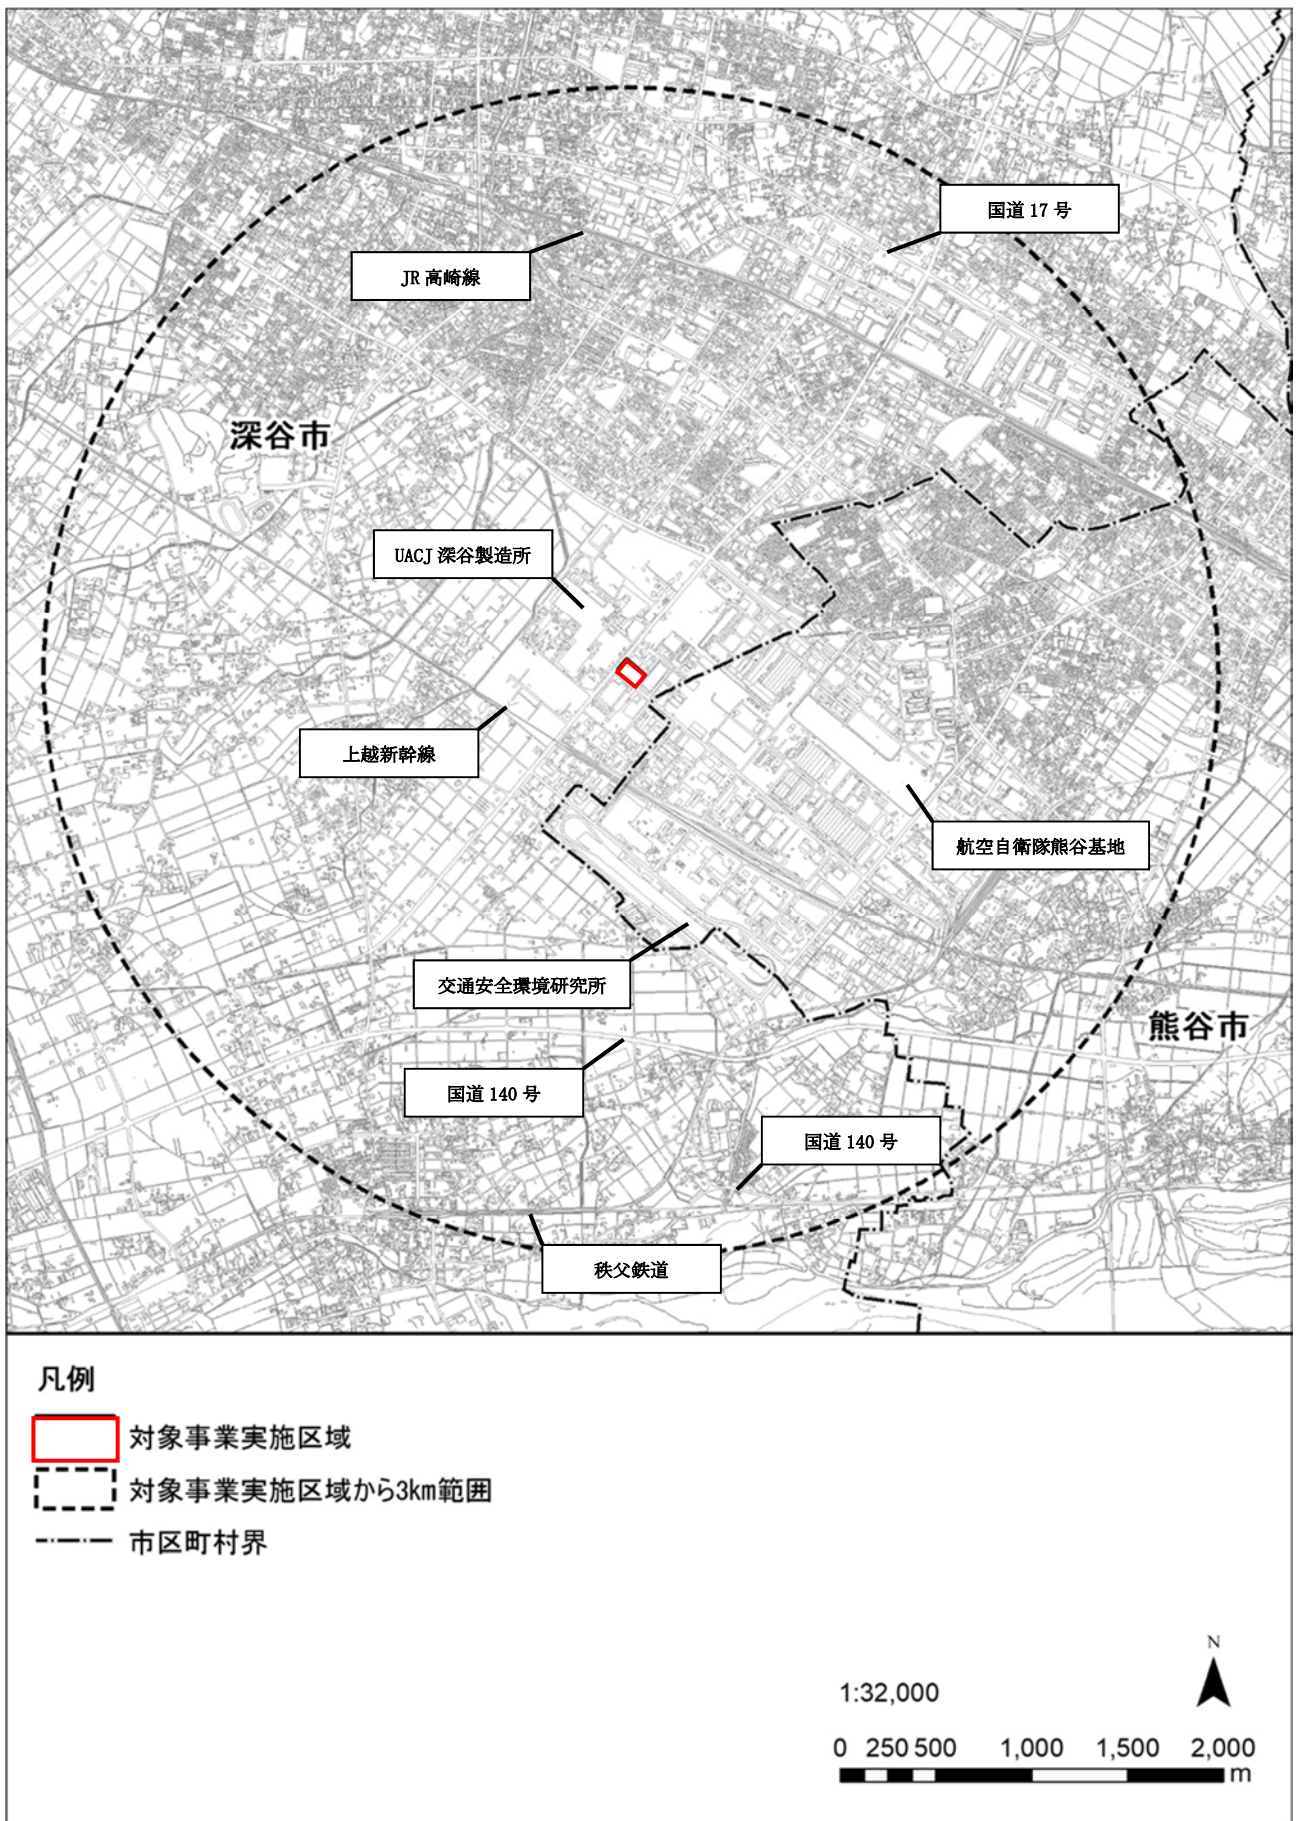 国道 17 号
JR 高崎線
深谷市
UACJ 深谷製造所
上越新幹線
航空自衛隊熊谷基地
交通安全環境研究所
熊谷市
国道 140 号
国道 140 号
秩父鉄道
凡例
対象事業実施区域
対象事業実施区域から3km範囲
市区町村界
N
1:32,000
0 250 500 1,000 1,500 2,000
m